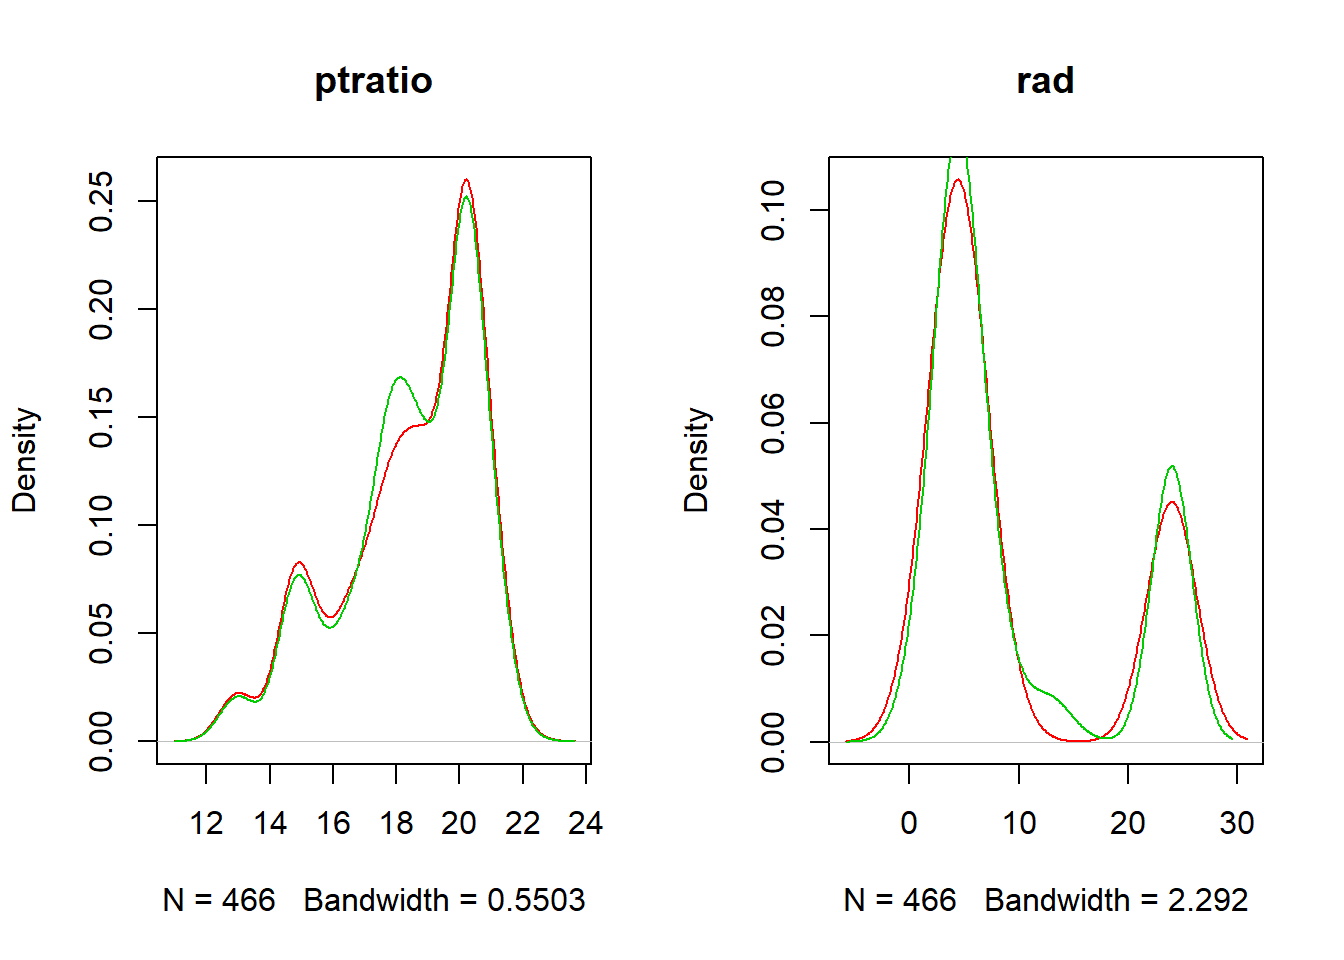 ptratio
Density
0.00 0.05 0.10 0.15 0.20 0.25
12 14 16 18 20 22 24
N = 466 Bandwidth = 0.5503
rad
Density
0.00 0.02 0.04 0.06 0.08 0.10
0 10 20 30
N = 466 Bandwidth = 2.292